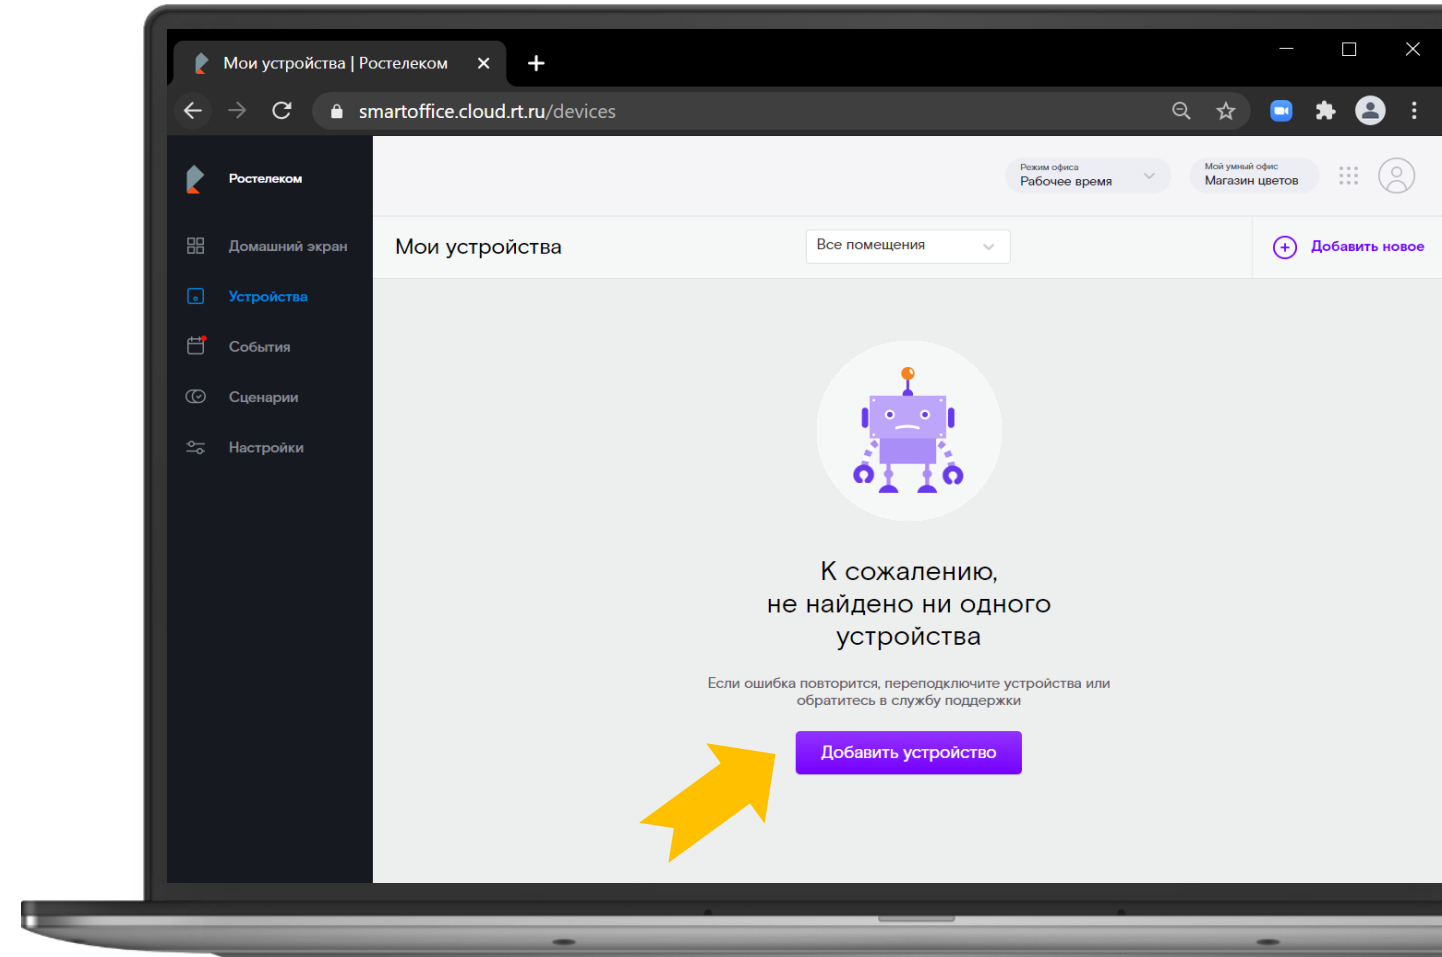 Мои устройства | Ростелеком
smartoffice.cloud.rt.ru/devices
Ростелеком
Режим офиса
Рабочее время
Мой умный офис
Магазин цветов
Домашний экран
Мои устройства
Все помещения
Добавить новое
Устройства
События
Сценарии
Настройки
К сожалению,
не найдено ни одного
устройства
Если ошибка повторится, переподключите устройства или
обратитесь в службу поддержки
Добавить устройство